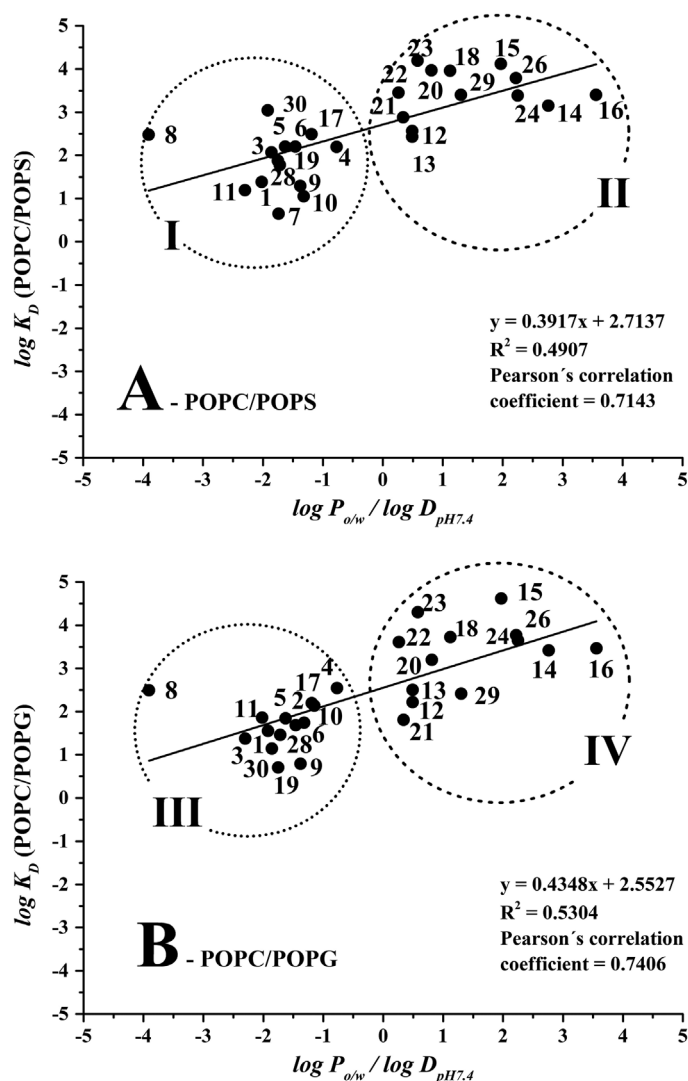 5
4
3
2
1
0
1
2
3
4
-5
log K_D (POPC/POPS)
23 18 15 26
22 20 29
21 24 14 16
12
13
30
5 6 17
8 3 19 4
28 9
11 1 10
7
I
II
y = 0.3917x + 2.7137
R² = 0.4907
Pearson´s correlation
coefficient = 0.7143
A - POPC/POPS
-5 -4 -3 -2 -1 0 1 2 3 4 5
log P_o/w / log D_pH7.4
5
4
3
2
1
0
1
2
3
4
-5
log K_D (POPC/POPG)
23 15
22 18 24 26
20 14 16
13 29
12
21
4
8 5 2 17
11 10
3 1 28 6
30 9
19
III
IV
y = 0.4348x + 2.5527
R² = 0.5304
Pearson´s correlation
coefficient = 0.7406
B - POPC/POPG
-5 -4 -3 -2 -1 0 1 2 3 4 5
log P_o/w / log D_pH7.4